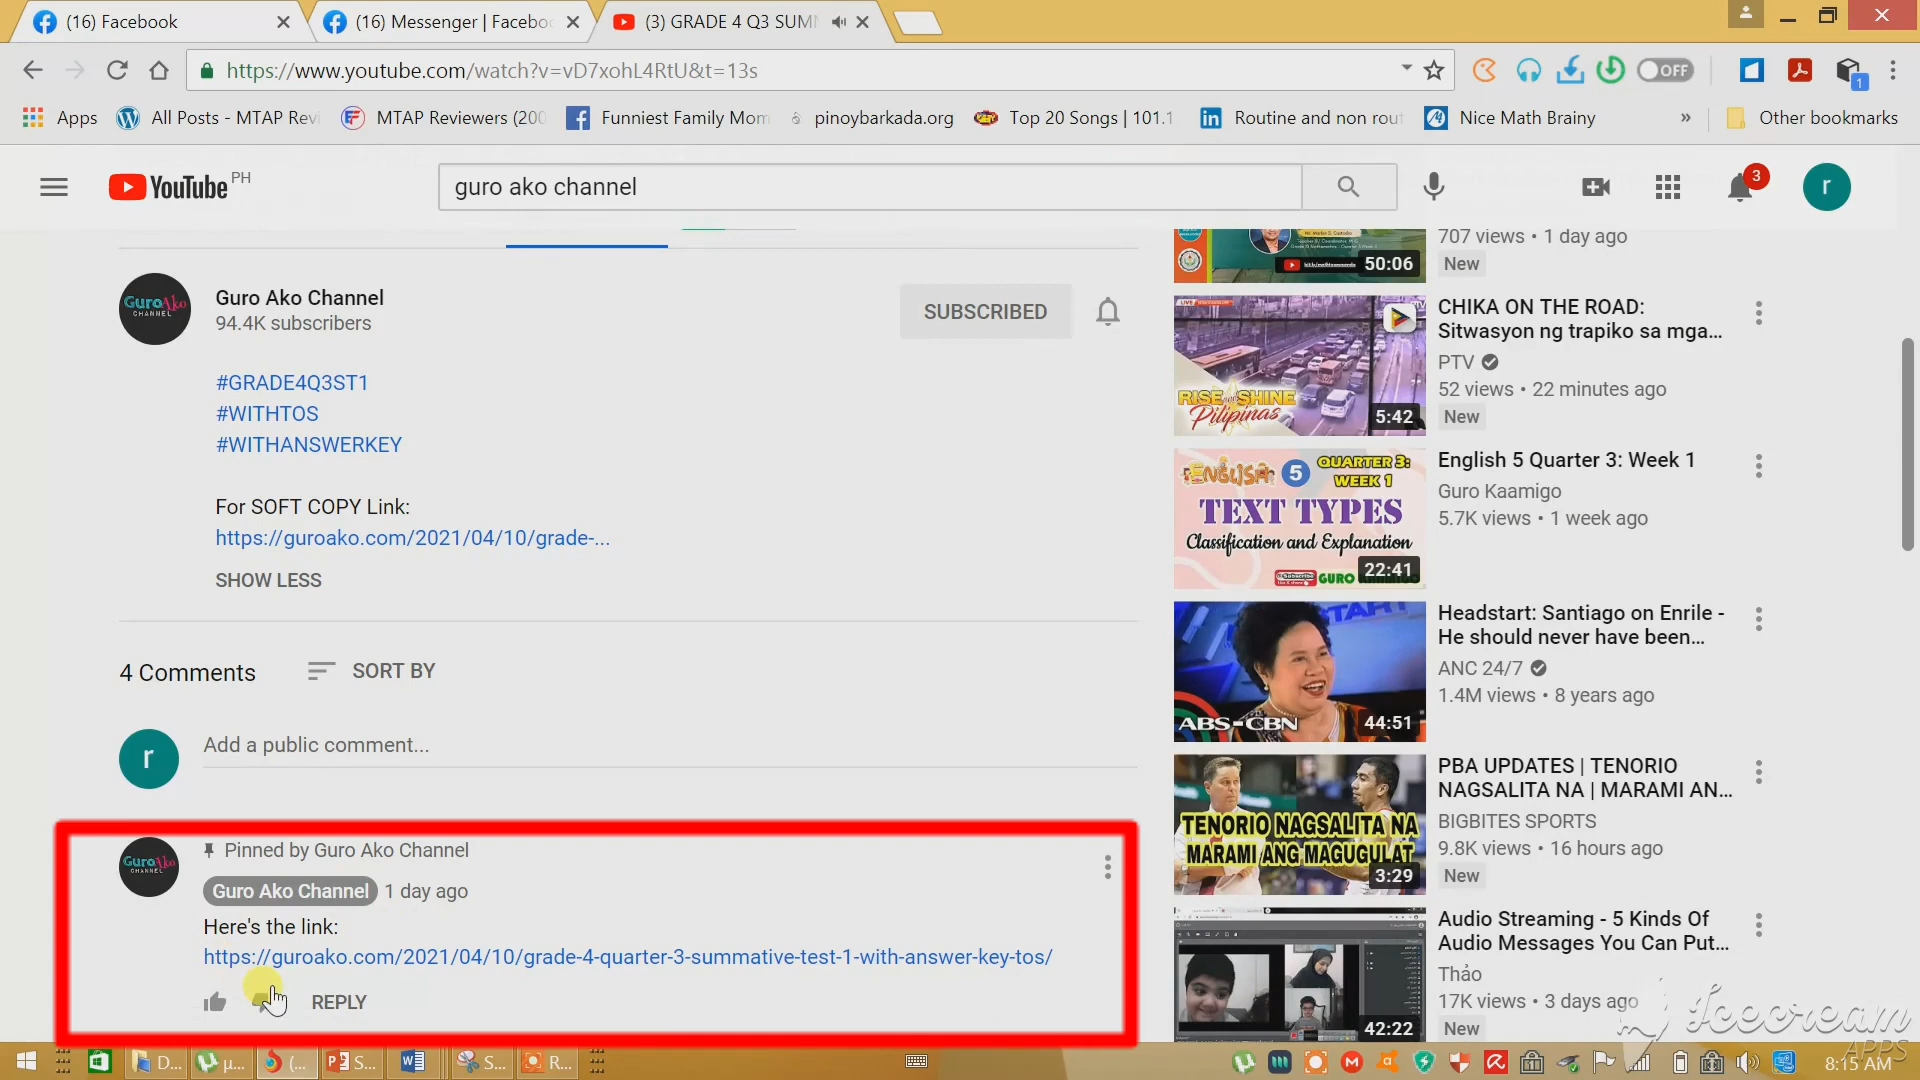 (16) Facebook
(16) Messenger | Facebo
(3) GRADE 4 Q3 SUM
https://www.youtube.com/watch?v=vD7xohL4RtU&t=13s
OFF
1
Apps
All Posts - MTAP Revi
MTAP Reviewers (200
Funniest Family Mom
pinoybarkada.org
Top 20 Songs | 101.1
Routine and non rout
Nice Math Brainy
»
Other bookmarks
YouTube PH
guro ako channel
3
r
Guro Ako Channel
94.4K subscribers
SUBSCRIBED
#GRADE4Q3ST1
#WITHTOS
#WITHANSWERKEY
For SOFT COPY Link:
https://guroako.com/2021/04/10/grade-...
SHOW LESS
4 Comments
SORT BY
r
Add a public comment...
GuroAko
CHANNEL
Pinned by Guro Ako Channel
Guro Ako Channel 1 day ago
Here's the link:
https://guroako.com/2021/04/10/grade-4-quarter-3-summative-test-1-with-answer-key-tos/
REPLY
50:06
707 views • 1 day ago
New
RISE AND SHINE
Pilipinas
5:42
CHIKA ON THE ROAD:
Sitwasyon ng trapiko sa mga...
PTV
52 views • 22 minutes ago
New
ENGLISH 5 QUARTER 3:
WEEK 1
TEXT TYPES
Classification and Explanation
22:41
English 5 Quarter 3: Week 1
Guro Kaamigo
5.7K views • 1 week ago
ABS-CBN
44:51
Headstart: Santiago on Enrile -
He should never have been...
ANC 24/7
1.4M views • 8 years ago
TENORIO NAGSALITA NA
MARAMI ANG MAGUGULAT
3:29
PBA UPDATES | TENORIO
NAGSALITA NA | MARAMI AN...
BIGBITES SPORTS
9.8K views • 16 hours ago
New
42:22
Audio Streaming - 5 Kinds Of
Audio Messages You Can Put...
Thảo
17K views • 3 days ago
New
Icecream
APPS
D...
µ...
(...
S...
S...
R...
8:15 AM